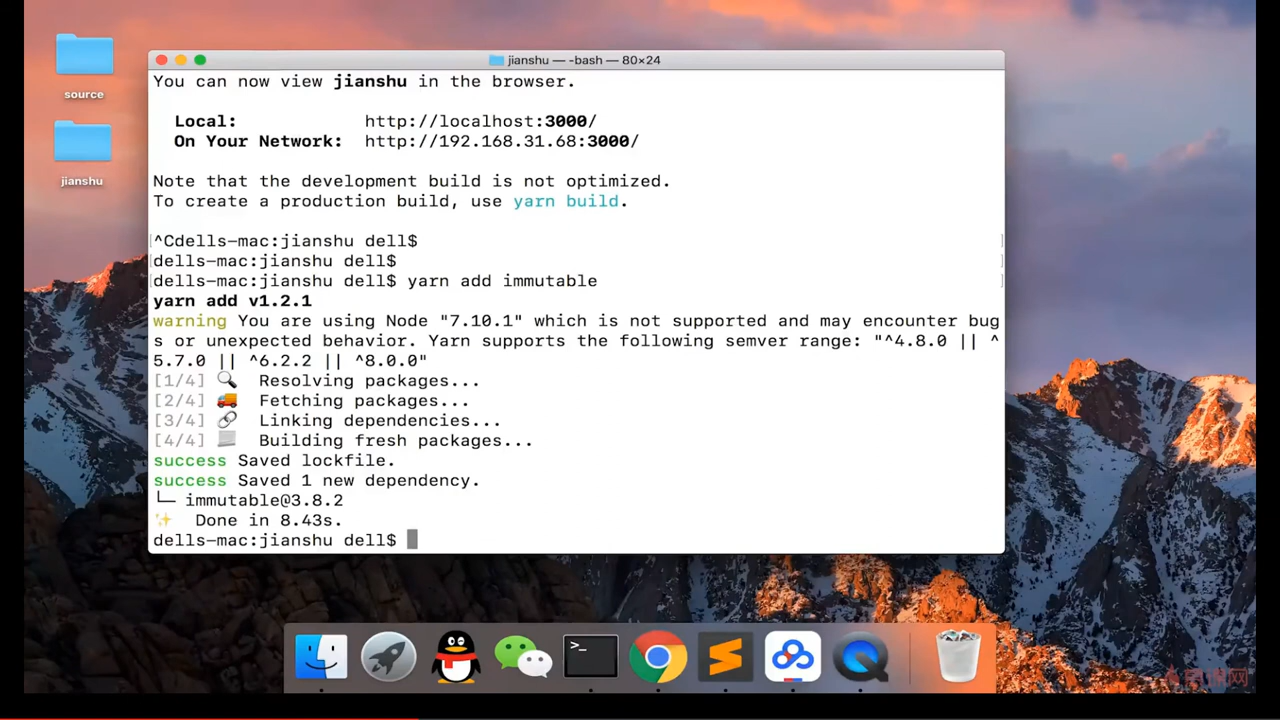 source
jianshu
jianshu — -bash — 80×24
You can now view jianshu in the browser.
Local: http://localhost:3000/
On Your Network: http://192.168.31.68:3000/
Note that the development build is not optimized.
To create a production build, use yarn build.
^Cdells-mac:jianshu dell$
dells-mac:jianshu dell$
dells-mac:jianshu dell$ yarn add immutable
yarn add v1.2.1
warning You are using Node "7.10.1" which is not supported and may encounter bug
s or unexpected behavior. Yarn supports the following semver range: "^4.8.0 || ^
5.7.0 || ^6.2.2 || ^8.0.0"
[1/4] 🔍 Resolving packages...
[2/4] 🚚 Fetching packages...
[3/4] 🔗 Linking dependencies...
[4/4] 📃 Building fresh packages...
success Saved lockfile.
success Saved 1 new dependency.
└─ immutable@3.8.2
✨ Done in 8.43s.
dells-mac:jianshu dell$